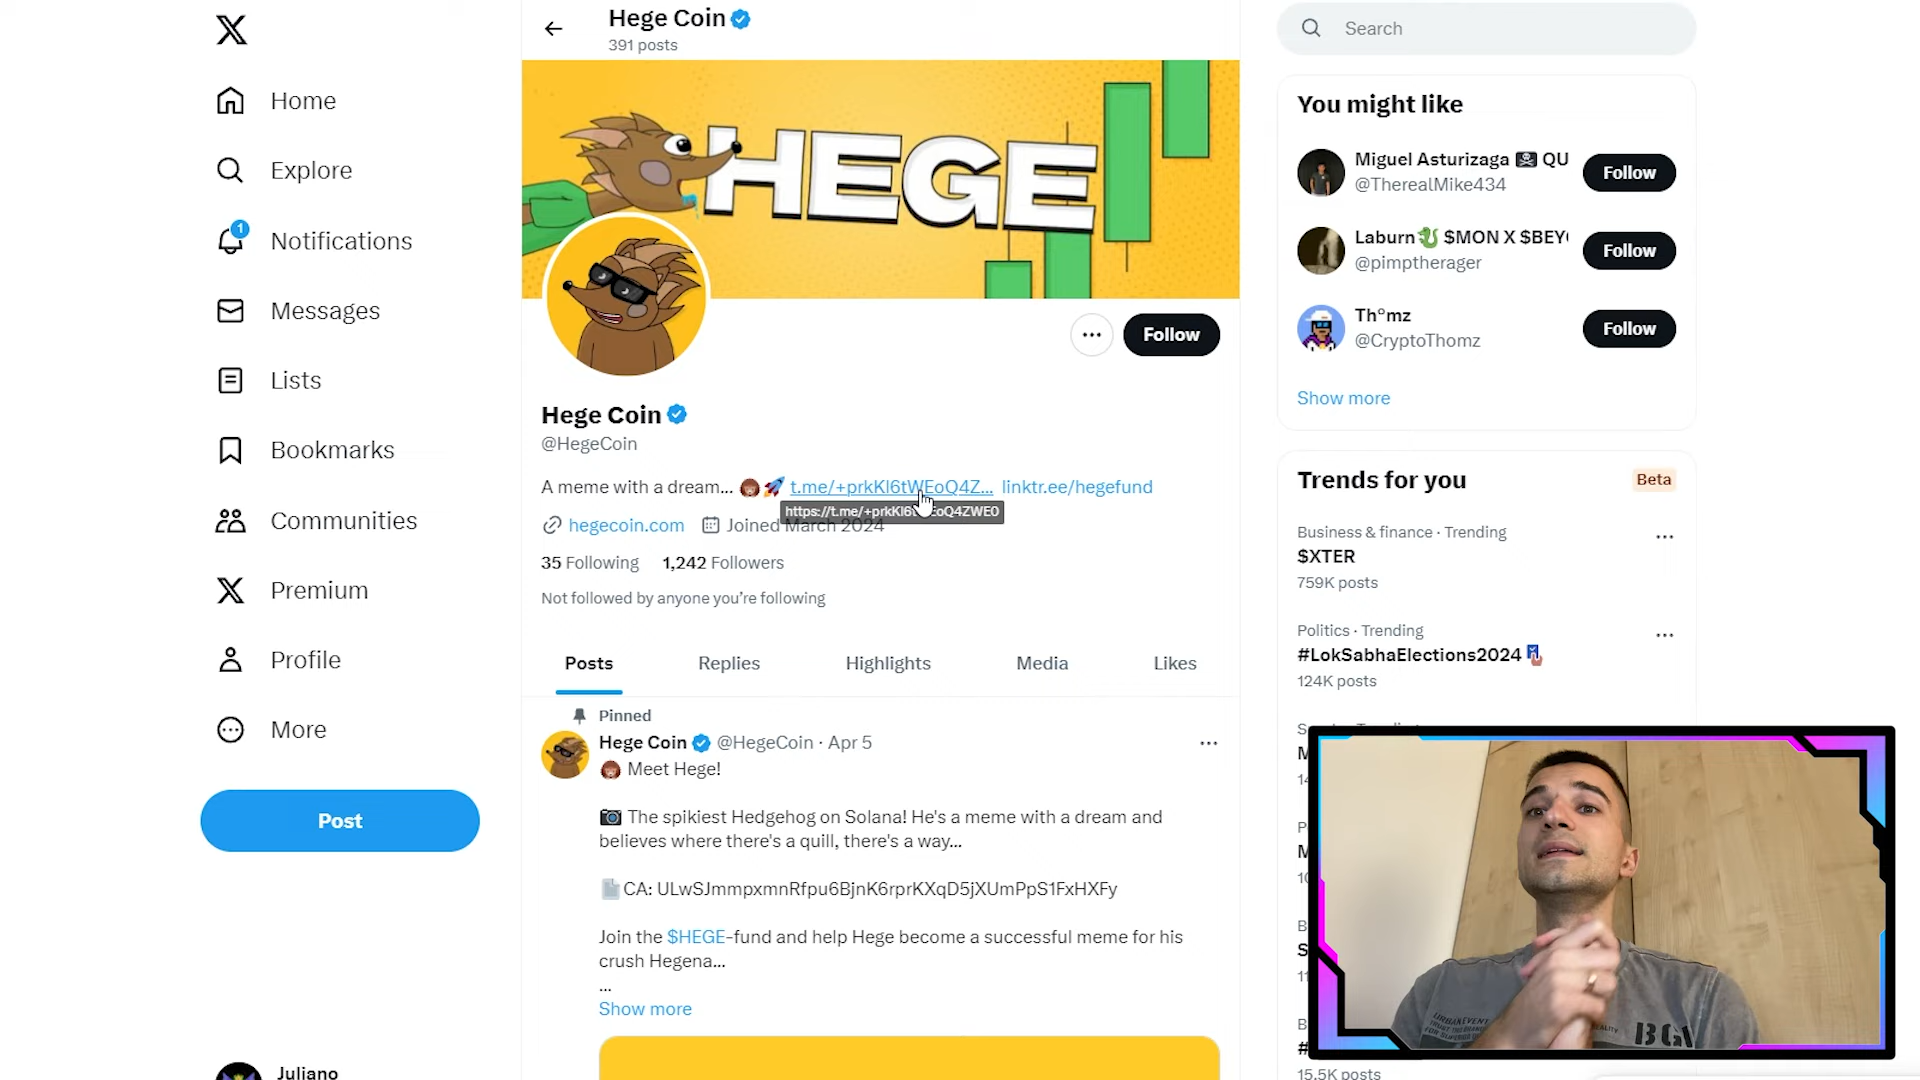 Hege Coin
391 posts
Search
Home
Explore
1
Notifications
Messages
Lists
Bookmarks
Communities
Premium
Profile
More
Post
Juliano
HEGE
Follow
Hege Coin
@HegeCoin
A meme with a dream... t.me/+prkKl6tWEoQ4Z... linktr.ee/hegefund
hegecoin.com Joined March 2024
35 Following 1,242 Followers
Not followed by anyone you're following
Posts Replies Highlights Media Likes
Pinned
Hege Coin @HegeCoin · Apr 5
Meet Hege!
The spikiest Hedgehog on Solana! He's a meme with a dream and
believes where there's a quill, there's a way...
CA: ULwSJmmpxmnRfpu6BjnK6rprKXqD5jXUmPpS1FxHXFy
Join the $HEGE-fund and help Hege become a successful meme for his
crush Hegena...
...
Show more
You might like
Miguel Asturizaga QU
@TherealMike434
Follow
Laburn $MON X $BEY
@pimptherager
Follow
Th°mz
@CryptoThomz
Follow
Show more
Trends for you
Beta
Business & finance · Trending
$XTER
759K posts
Politics · Trending
#LokSabhaElections2024
124K posts
15.5K posts
URBAN EVENT
BGI